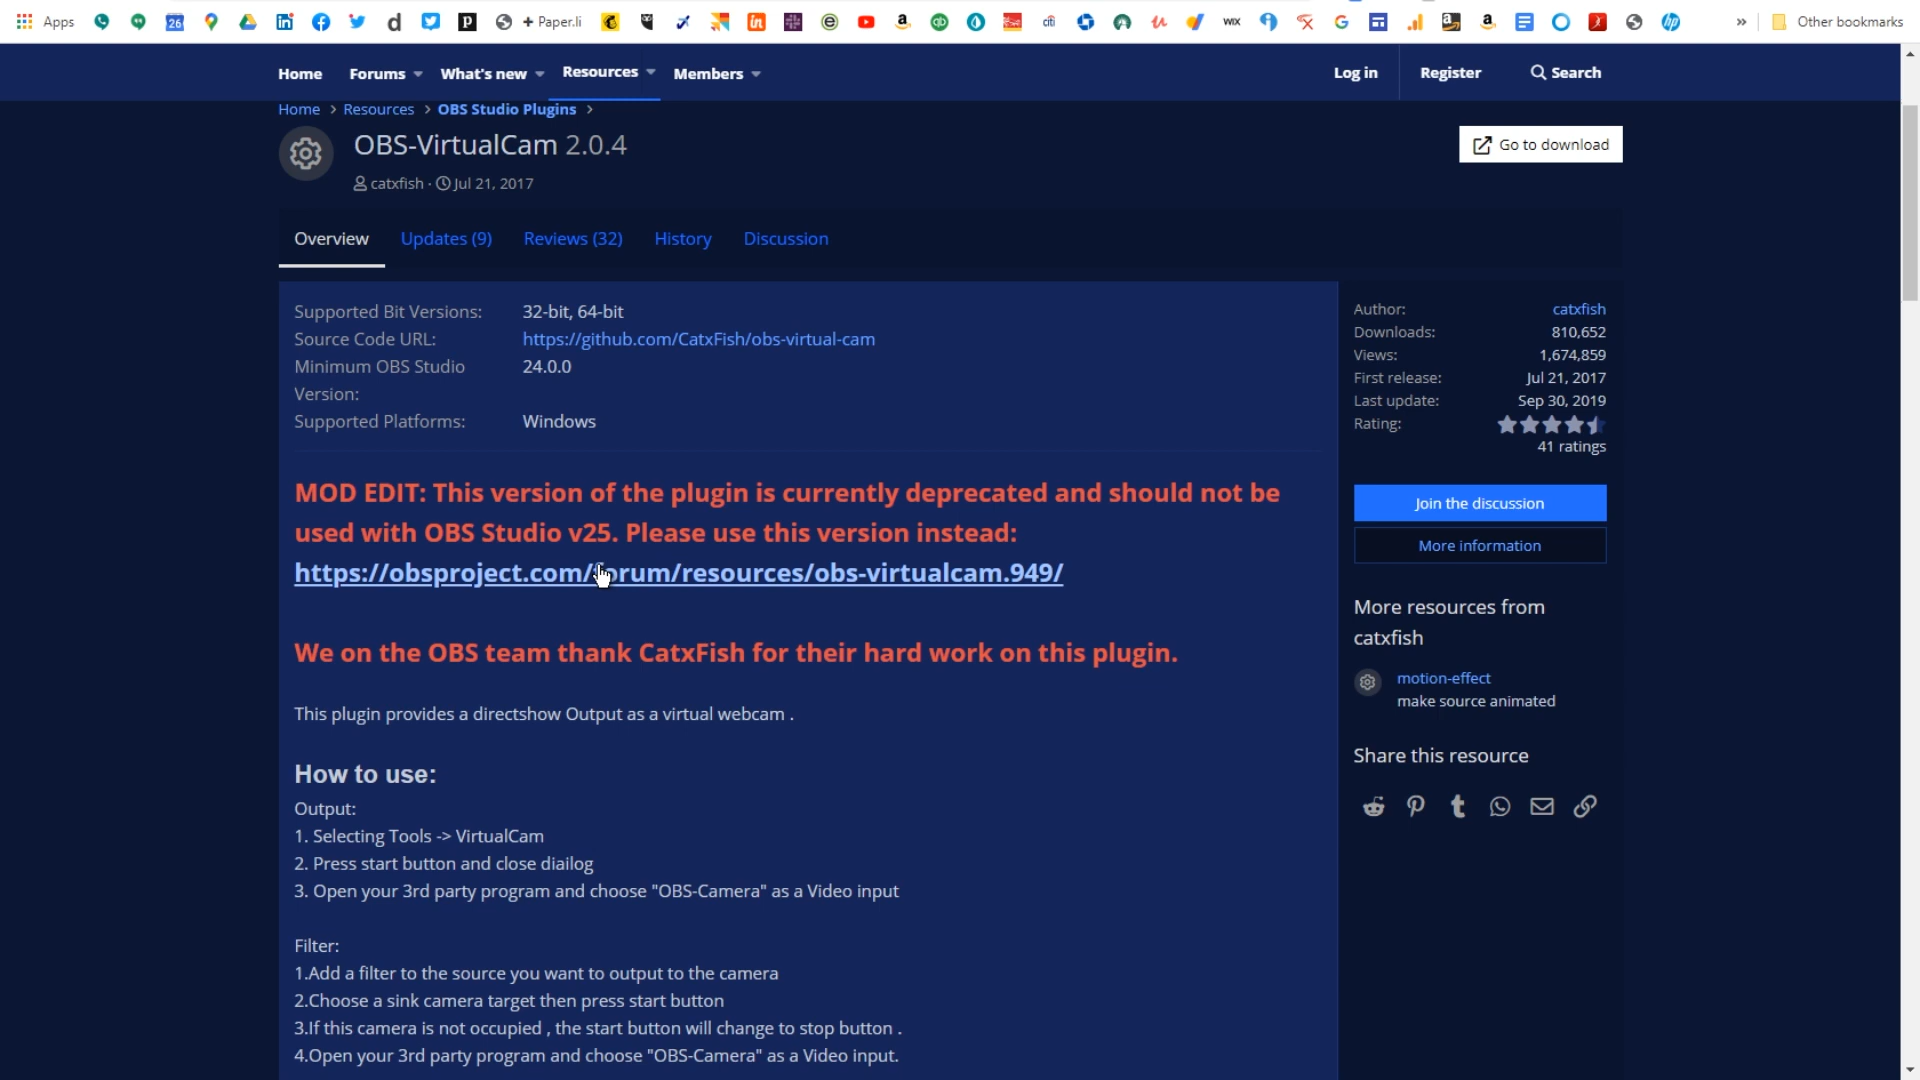 Apps
26
+ Paper.li
WIX
»
Other bookmarks
Home Forums What's new Resources Members Log in Register Search
Home > Resources > OBS Studio Plugins >
OBS-VirtualCam 2.0.4
Go to download
catxfish · Jul 21, 2017
Overview Updates (9) Reviews (32) History Discussion
Supported Bit Versions: 32-bit, 64-bit
Source Code URL: https://github.com/CatxFish/obs-virtual-cam
Minimum OBS Studio 24.0.0
Version:
Supported Platforms: Windows
MOD EDIT: This version of the plugin is currently deprecated and should not be
used with OBS Studio v25. Please use this version instead:
https://obsproject.com/forum/resources/obs-virtualcam.949/
We on the OBS team thank CatxFish for their hard work on this plugin.
This plugin provides a directshow Output as a virtual webcam .
How to use:
Output:
1. Selecting Tools -> VirtualCam
2. Press start button and close diailog
3. Open your 3rd party program and choose "OBS-Camera" as a Video input
Filter:
1.Add a filter to the source you want to output to the camera
2.Choose a sink camera target then press start button
3.If this camera is not occupied , the start button will change to stop button .
4.Open your 3rd party program and choose "OBS-Camera" as a Video input.
Author: catxfish
Downloads: 810,652
Views: 1,674,859
First release: Jul 21, 2017
Last update: Sep 30, 2019
Rating:
41 ratings
Join the discussion
More information
More resources from
catxfish
motion-effect
make source animated
Share this resource